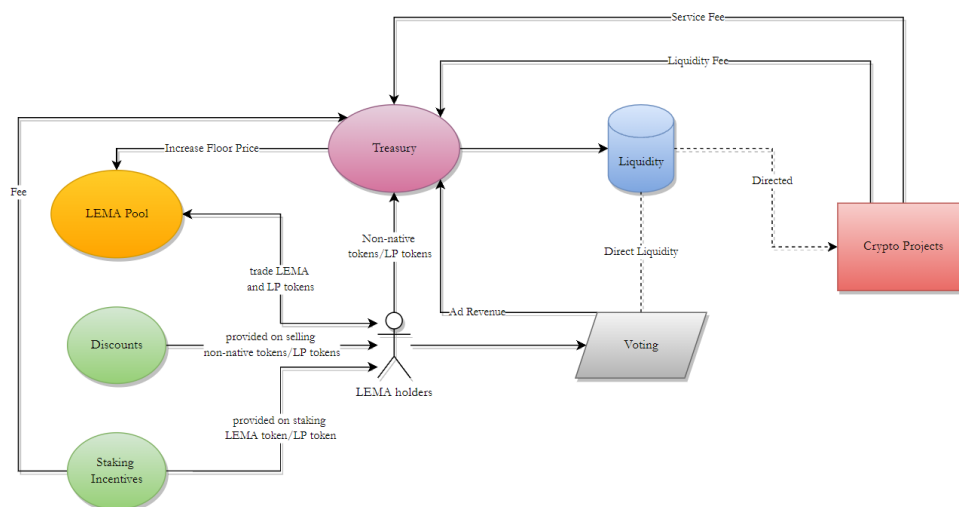 Service Fee
Liquidity Fee
Treasury
Liquidity
Increase Floor Price
Directed
Fee
LEMA Pool
Non-native
tokens/LP tokens
Direct Liquidity
Crypto Projects
trade LEMA
and LP tokens
Ad Revenue
Discounts
provided on selling
non-native tokens/LP tokens
Voting
LEMA holders
provided on staking
LEMA token/LP token
Staking
Incentives